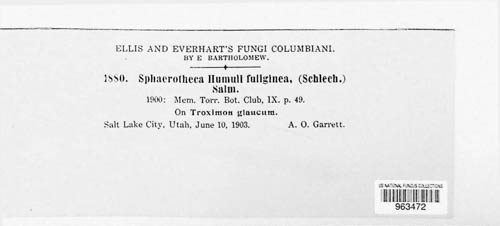 ELLIS AND EVERHART'S FUNGI COLUMBIANI.
BY E BARTHOLOMEW.
1880. Sphaerotheca Humuli fuliginea, (Schlech.)
Salm.
1900: Mem. Torr. Bot. Club, IX. p. 49.
On Troximon glaucum.
Salt Lake City, Utah, June 10, 1903. A. O. Garrett.
US NATIONAL FUNGUS COLLECTIONS
963472